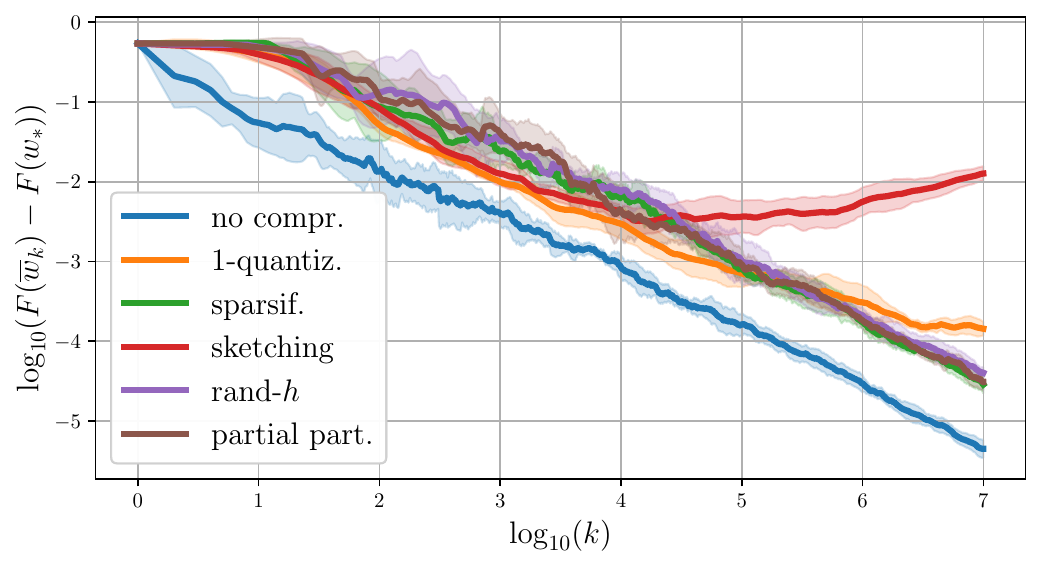 log₁₀(F(w̅ₖ) − F(w∗))
0
−1
−2
−3
−4
−5
no compr.
1-quantiz.
sparsif.
sketching
rand-h
partial part.
0 1 2 3 4 5 6 7
log₁₀(k)